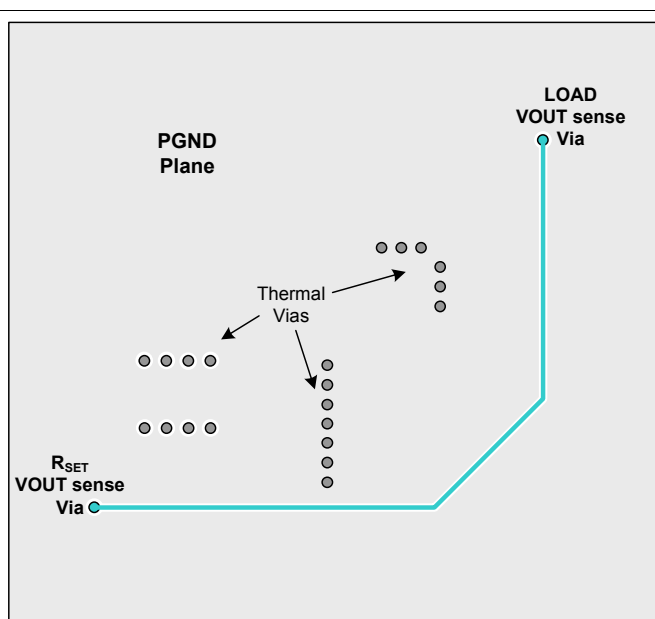 LOAD
VOUT sense
Via
PGND
Plane
Thermal
Vias
RSET
VOUT sense
Via